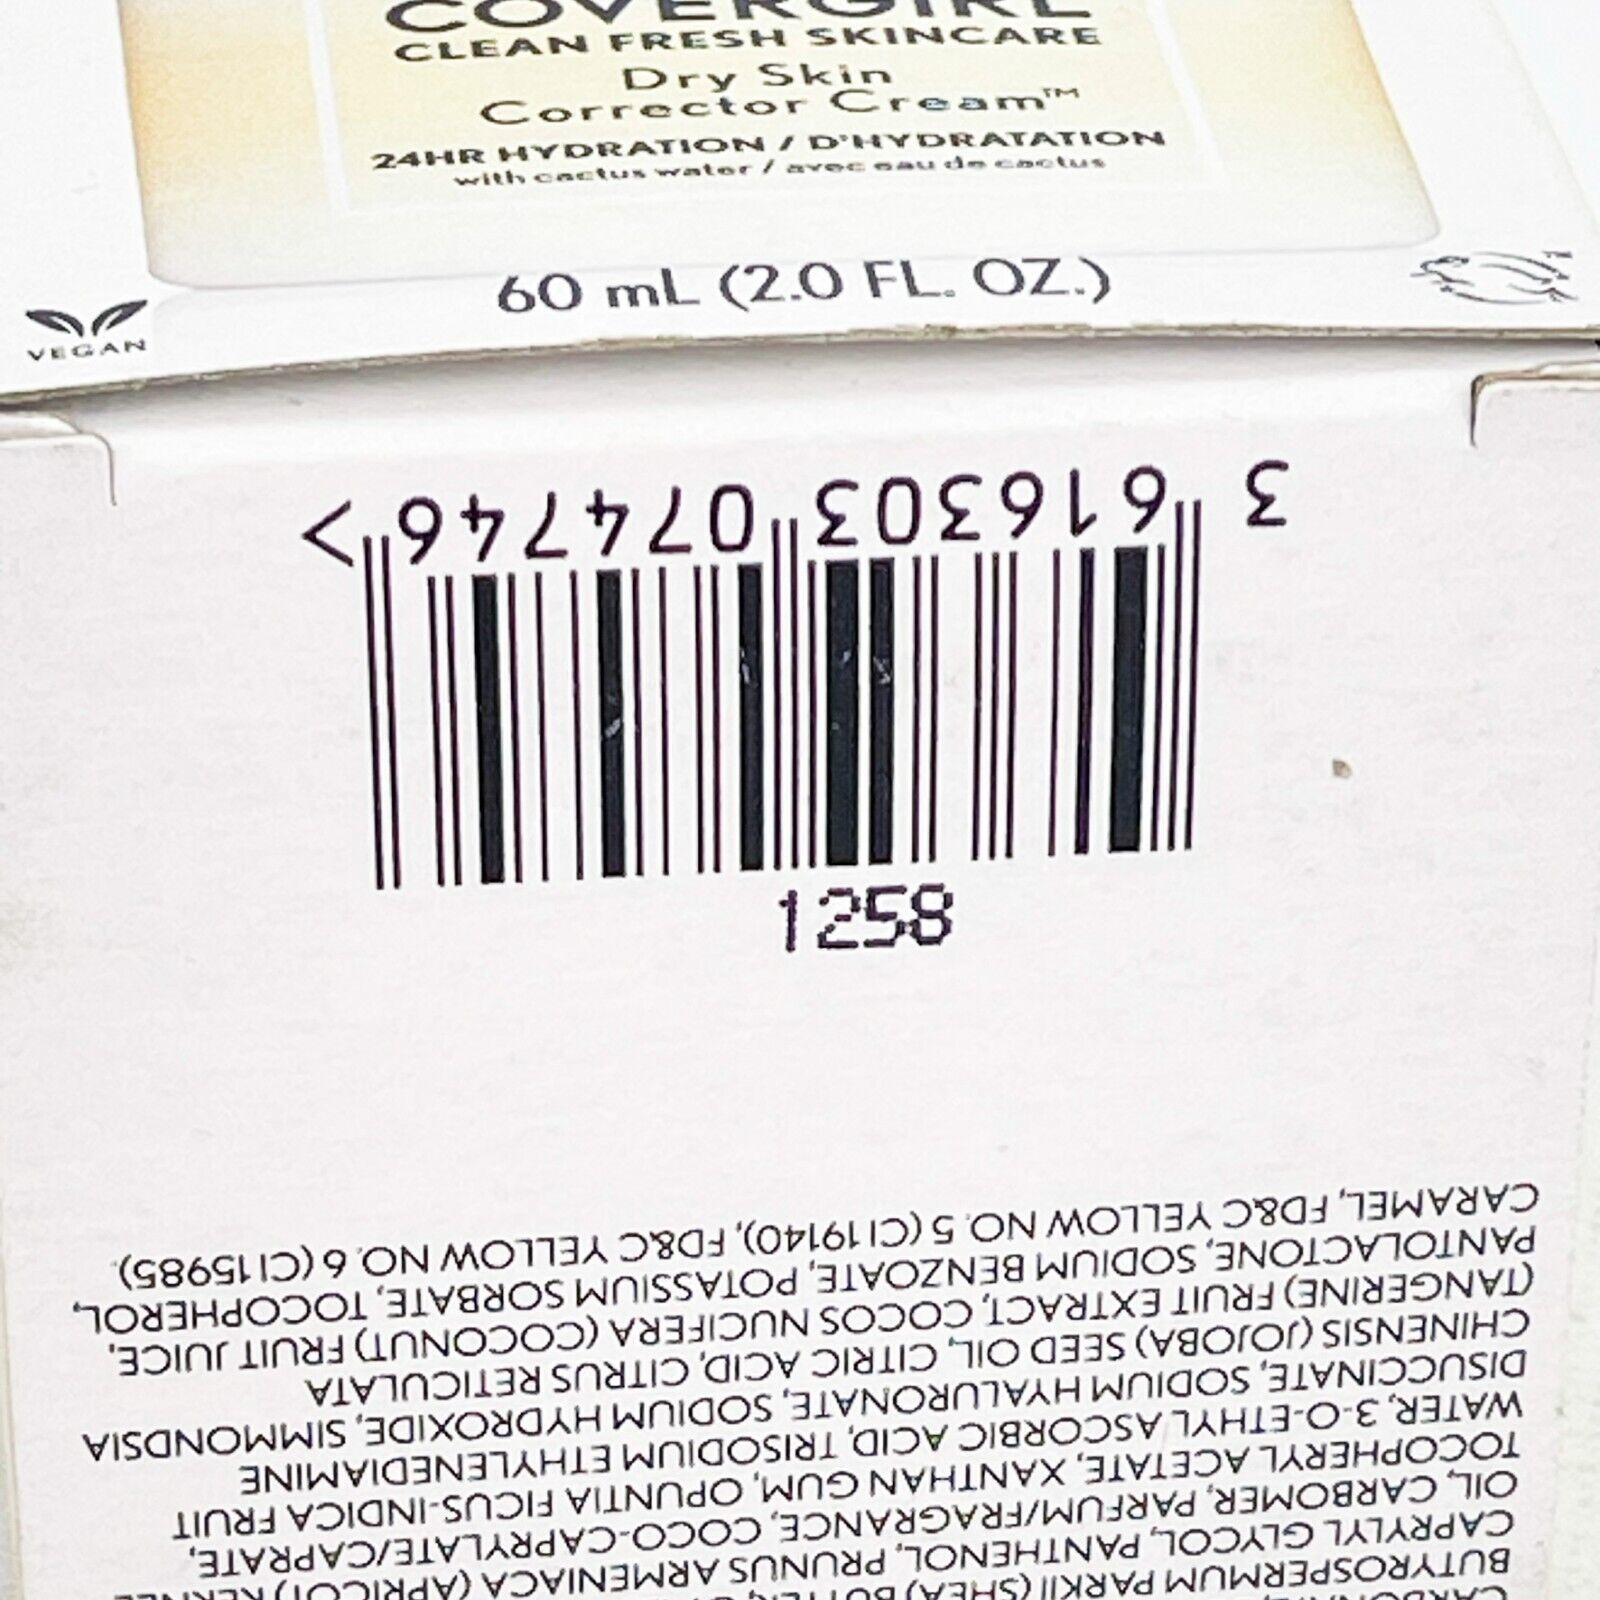 COVERGIRL
CLEAN FRESH SKINCARE
Dry Skin
Corrector Cream™
24HR HYDRATION / D'HYDRATATION
with cactus water / avec eau de cactus
60 mL (2.0 FL. OZ.)
VEGAN
BUTYROSPERMUM PARKII (SHEA)
CAPRYLYL GLYCOL, PANTHENOL, PRUNUS ARMENIACA (APRICOT) KERNEL
OIL, CARBOMER, PARFUM/FRAGRANCE, COCO-CAPRYLATE/CAPRATE,
TOCOPHERYL ACETATE, XANTHAN GUM, OPUNTIA FICUS-INDICA FRUIT
WATER, 3-O-ETHYL ASCORBIC ACID, TRISODIUM ETHYLENEDIAMINE
DISUCCINATE, SODIUM HYALURONATE, SODIUM HYDROXIDE, SIMMONDSIA
CHINENSIS (JOJOBA) SEED OIL, CITRIC ACID, CITRUS RETICULATA
(TANGERINE) FRUIT EXTRACT, COCOS NUCIFERA (COCONUT) FRUIT JUICE,
PANTOLACTONE, SODIUM BENZOATE, POTASSIUM SORBATE, TOCOPHEROL,
CARAMEL, FD&C YELLOW NO. 5 (CI 19140), FD&C YELLOW NO. 6 (CI 15985).
1258
3 616303 074746 >